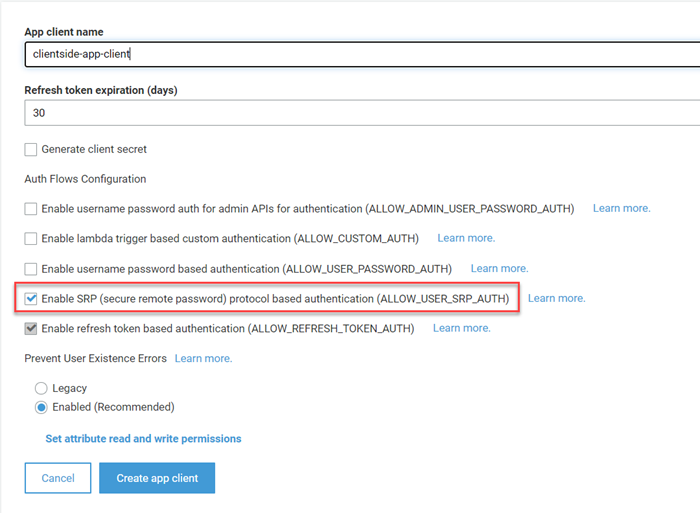 App client name
clientside-app-client
Refresh token expiration (days)
30
Generate client secret
Auth Flows Configuration
Enable username password auth for admin APIs for authentication (ALLOW_ADMIN_USER_PASSWORD_AUTH) Learn more.
Enable lambda trigger based custom authentication (ALLOW_CUSTOM_AUTH) Learn more.
Enable username password based authentication (ALLOW_USER_PASSWORD_AUTH) Learn more.
Enable SRP (secure remote password) protocol based authentication (ALLOW_USER_SRP_AUTH) Learn more.
Enable refresh token based authentication (ALLOW_REFRESH_TOKEN_AUTH) Learn more.
Prevent User Existence Errors Learn more.
Legacy
Enabled (Recommended)
Set attribute read and write permissions
Cancel Create app client